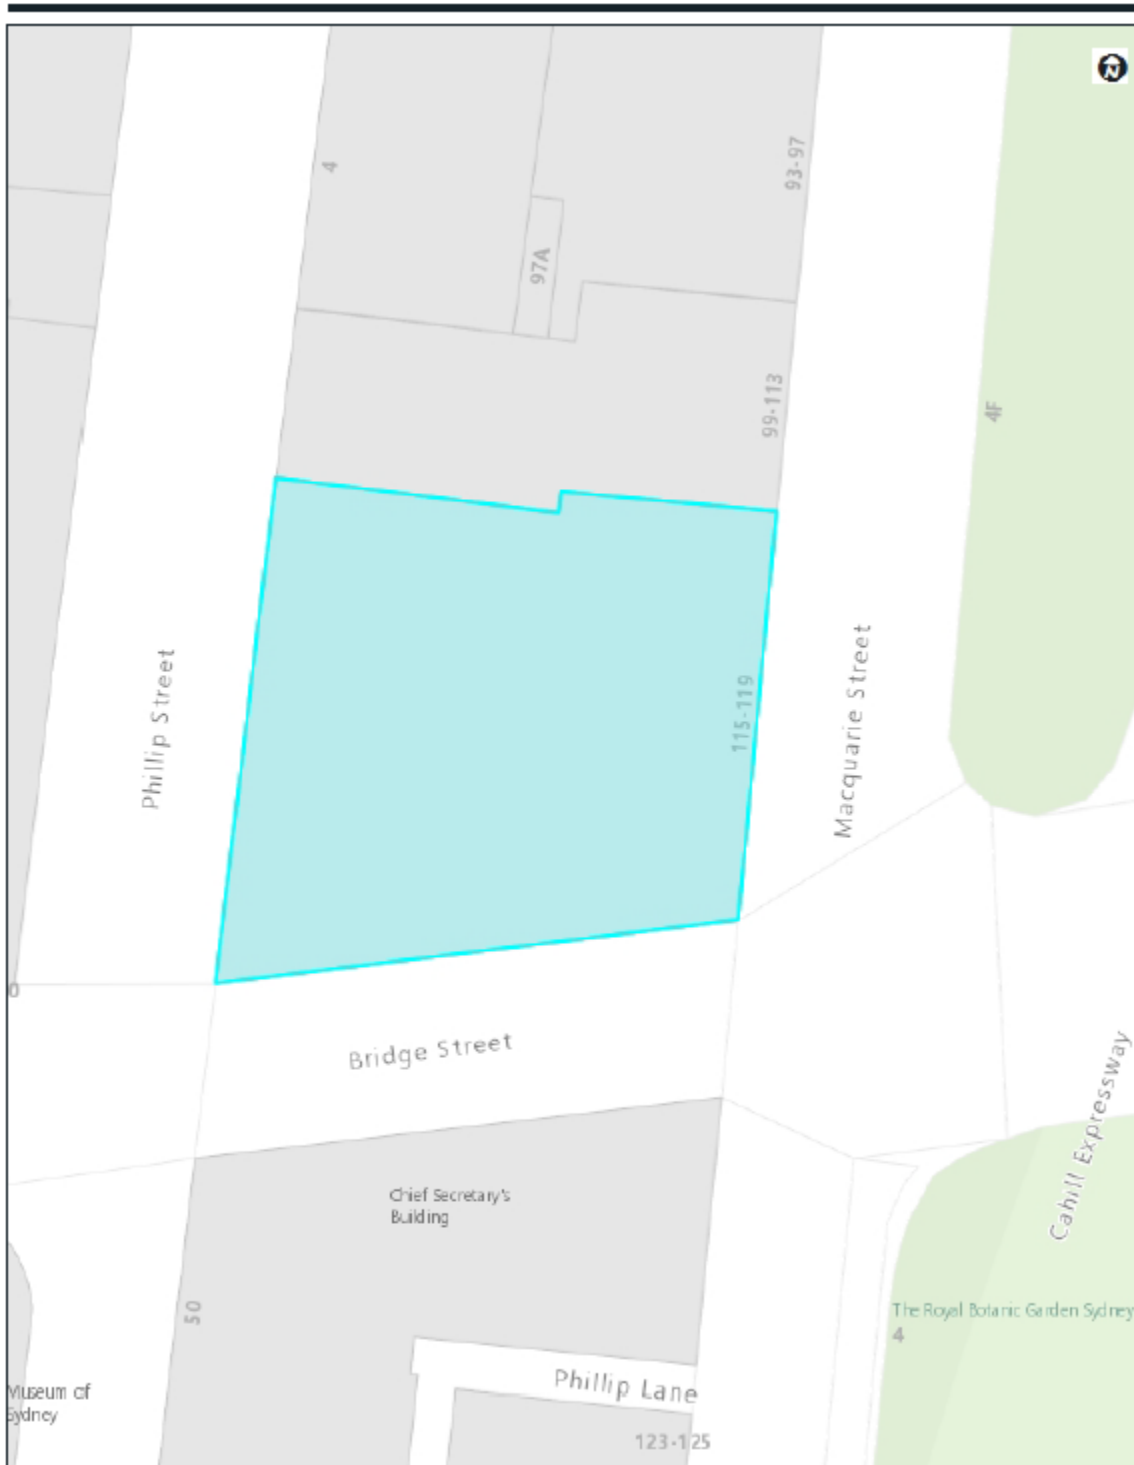 4
93-97
97A
99-113
4F
Phillip Street
115-119
Macquarie Street
0
Bridge Street
Cahill Expressway
Chief Secretary's
Building
50
The Royal Botanic Garden Sydney
4
Museum of
Sydney
Phillip Lane
123-125